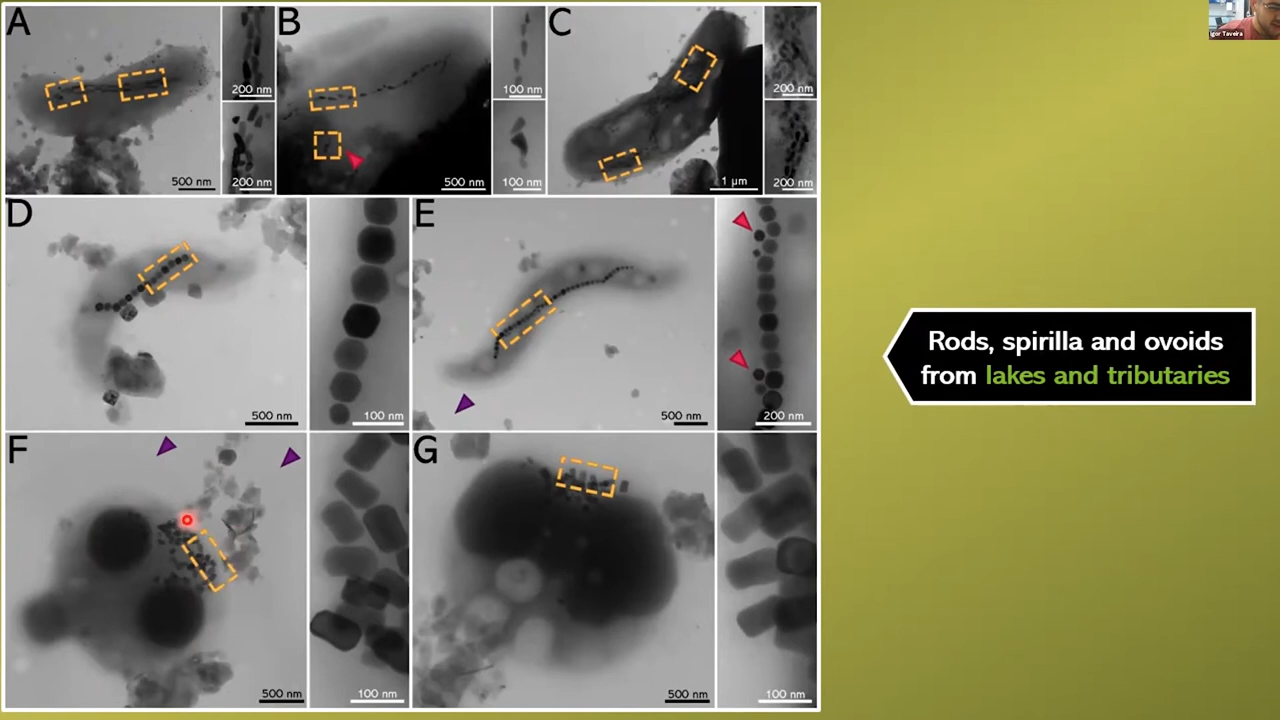 A
200 nm
500 nm
200 nm
B
100 nm
500 nm
100 nm
C
200 nm
1 µm
200 nm
D
500 nm
100 nm
E
500 nm
200 nm
F
500 nm
100 nm
G
500 nm
100 nm
Rods, spirilla and ovoids
from lakes and tributaries
Igor Taveira